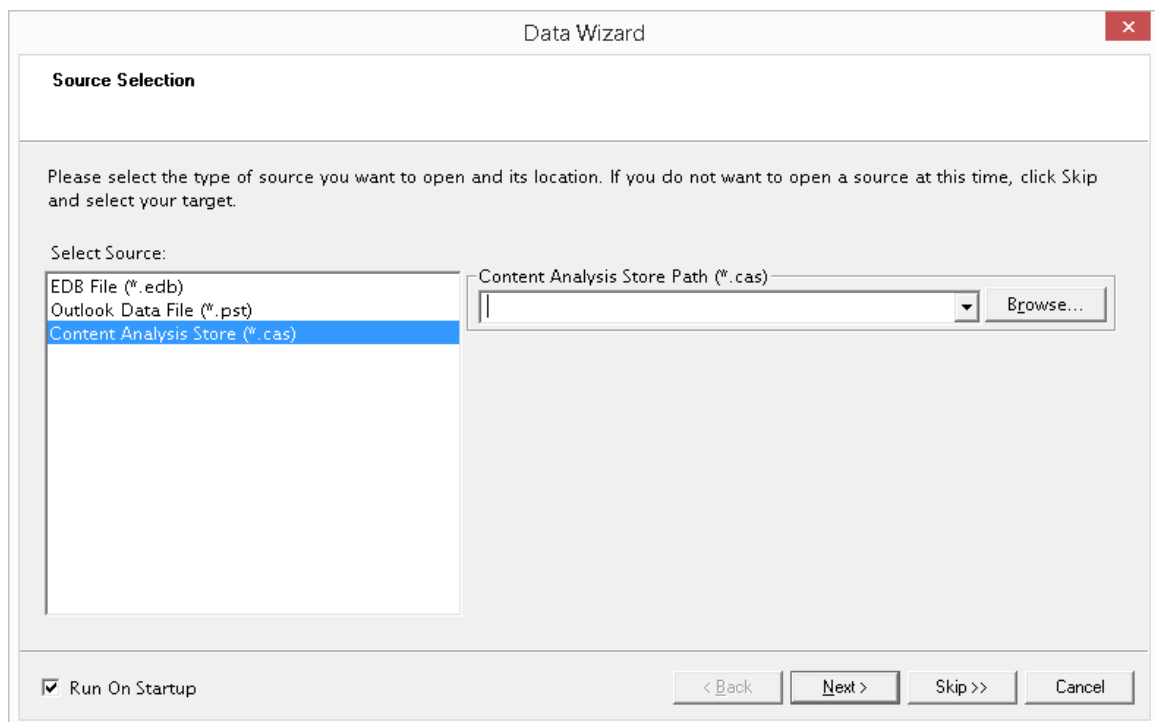 Data Wizard
Source Selection
Please select the type of source you want to open and its location. If you do not want to open a source at this time, click Skip
and select your target.
Select Source:
EDB File (*.edb)
Outlook Data File (*.pst)
Content Analysis Store (*.cas)
Content Analysis Store Path (*.cas)
Browse...
Run On Startup
< Back
Next >
Skip >>
Cancel